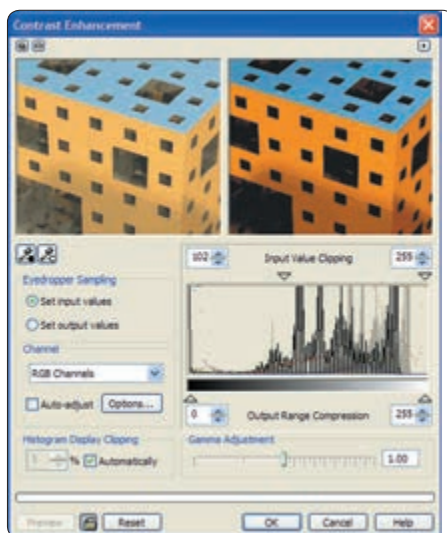 Contrast Enhancement
102 Input Value Clipping 255
Eyedropper Sampling
Set input values
Set output values
Channel
RGB Channels
Auto-adjust Options...
0 Output Range Compression 255
Histogram Display Clipping
% Automatically
Gamma Adjustment
1.00
Preview Reset OK Cancel Help